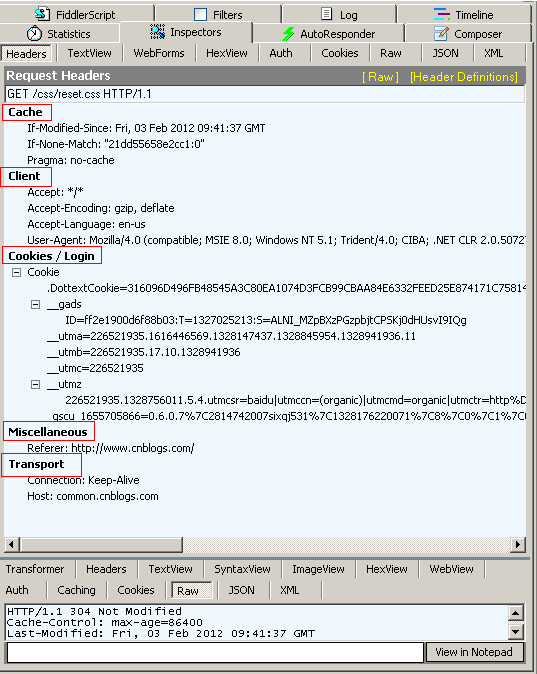 FiddlerScript Filters Log Timeline
Statistics Inspectors AutoResponder Composer
Headers TextView WebForms HexView Auth Cookies Raw JSON XML
Request Headers [ Raw ] [Header Definitions]
GET /css/reset.css HTTP/1.1
Cache
If-Modified-Since: Fri, 03 Feb 2012 09:41:37 GMT
If-None-Match: "21dd55658e2cc1:0"
Pragma: no-cache
Client
Accept: */*
Accept-Encoding: gzip, deflate
Accept-Language: en-us
User-Agent: Mozilla/4.0 (compatible; MSIE 8.0; Windows NT 5.1; Trident/4.0; CIBA; .NET CLR 2.0.50727
Cookies / Login
Cookie
.DottextCookie=316096D496FB48545A3C80EA1074D3FCB99CBAA84E6332FEED25E874171C75814
__gads
ID=ff2e1900d6f88b03:T=1327025213:S=ALNI_MZpBXzPGzpbjtCPSKj0dHUsvI9IQg
__utma=226521935.1616446569.1328147437.1328845954.1328941936.11
__utmb=226521935.17.10.1328941936
__utmc=226521935
__utmz
226521935.1328756011.5.4.utmcsr=baidu|utmccn=(organic)|utmcmd=organic|utmctr=http%D
_gscu_1655705866=0.6.0.7%7C2814742007sixqj531%7C1328176220071%7C8%7C0%7C1%7C
Miscellaneous
Referer: http://www.cnblogs.com/
Transport
Connection: Keep-Alive
Host: common.cnblogs.com
Transformer Headers TextView SyntaxView ImageView HexView WebView
Auth Caching Cookies Raw JSON XML
HTTP/1.1 304 Not Modified
Cache-Control: max-age=86400
Last-Modified: Fri, 03 Feb 2012 09:41:37 GMT
View in Notepad